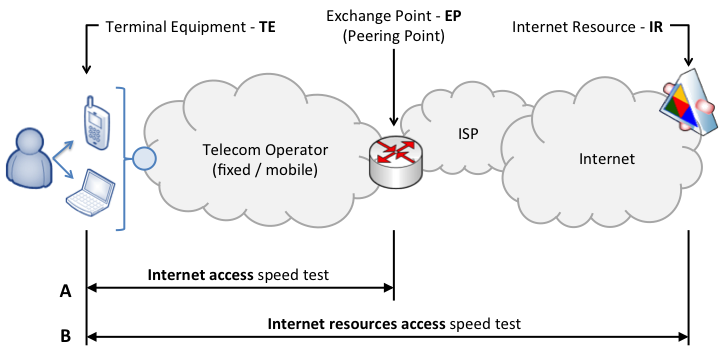 Terminal Equipment - TE
Exchange Point - EP
(Peering Point)
Internet Resource - IR
Telecom Operator
(fixed / mobile)
ISP
Internet
A
Internet access speed test
B
Internet resources access speed test